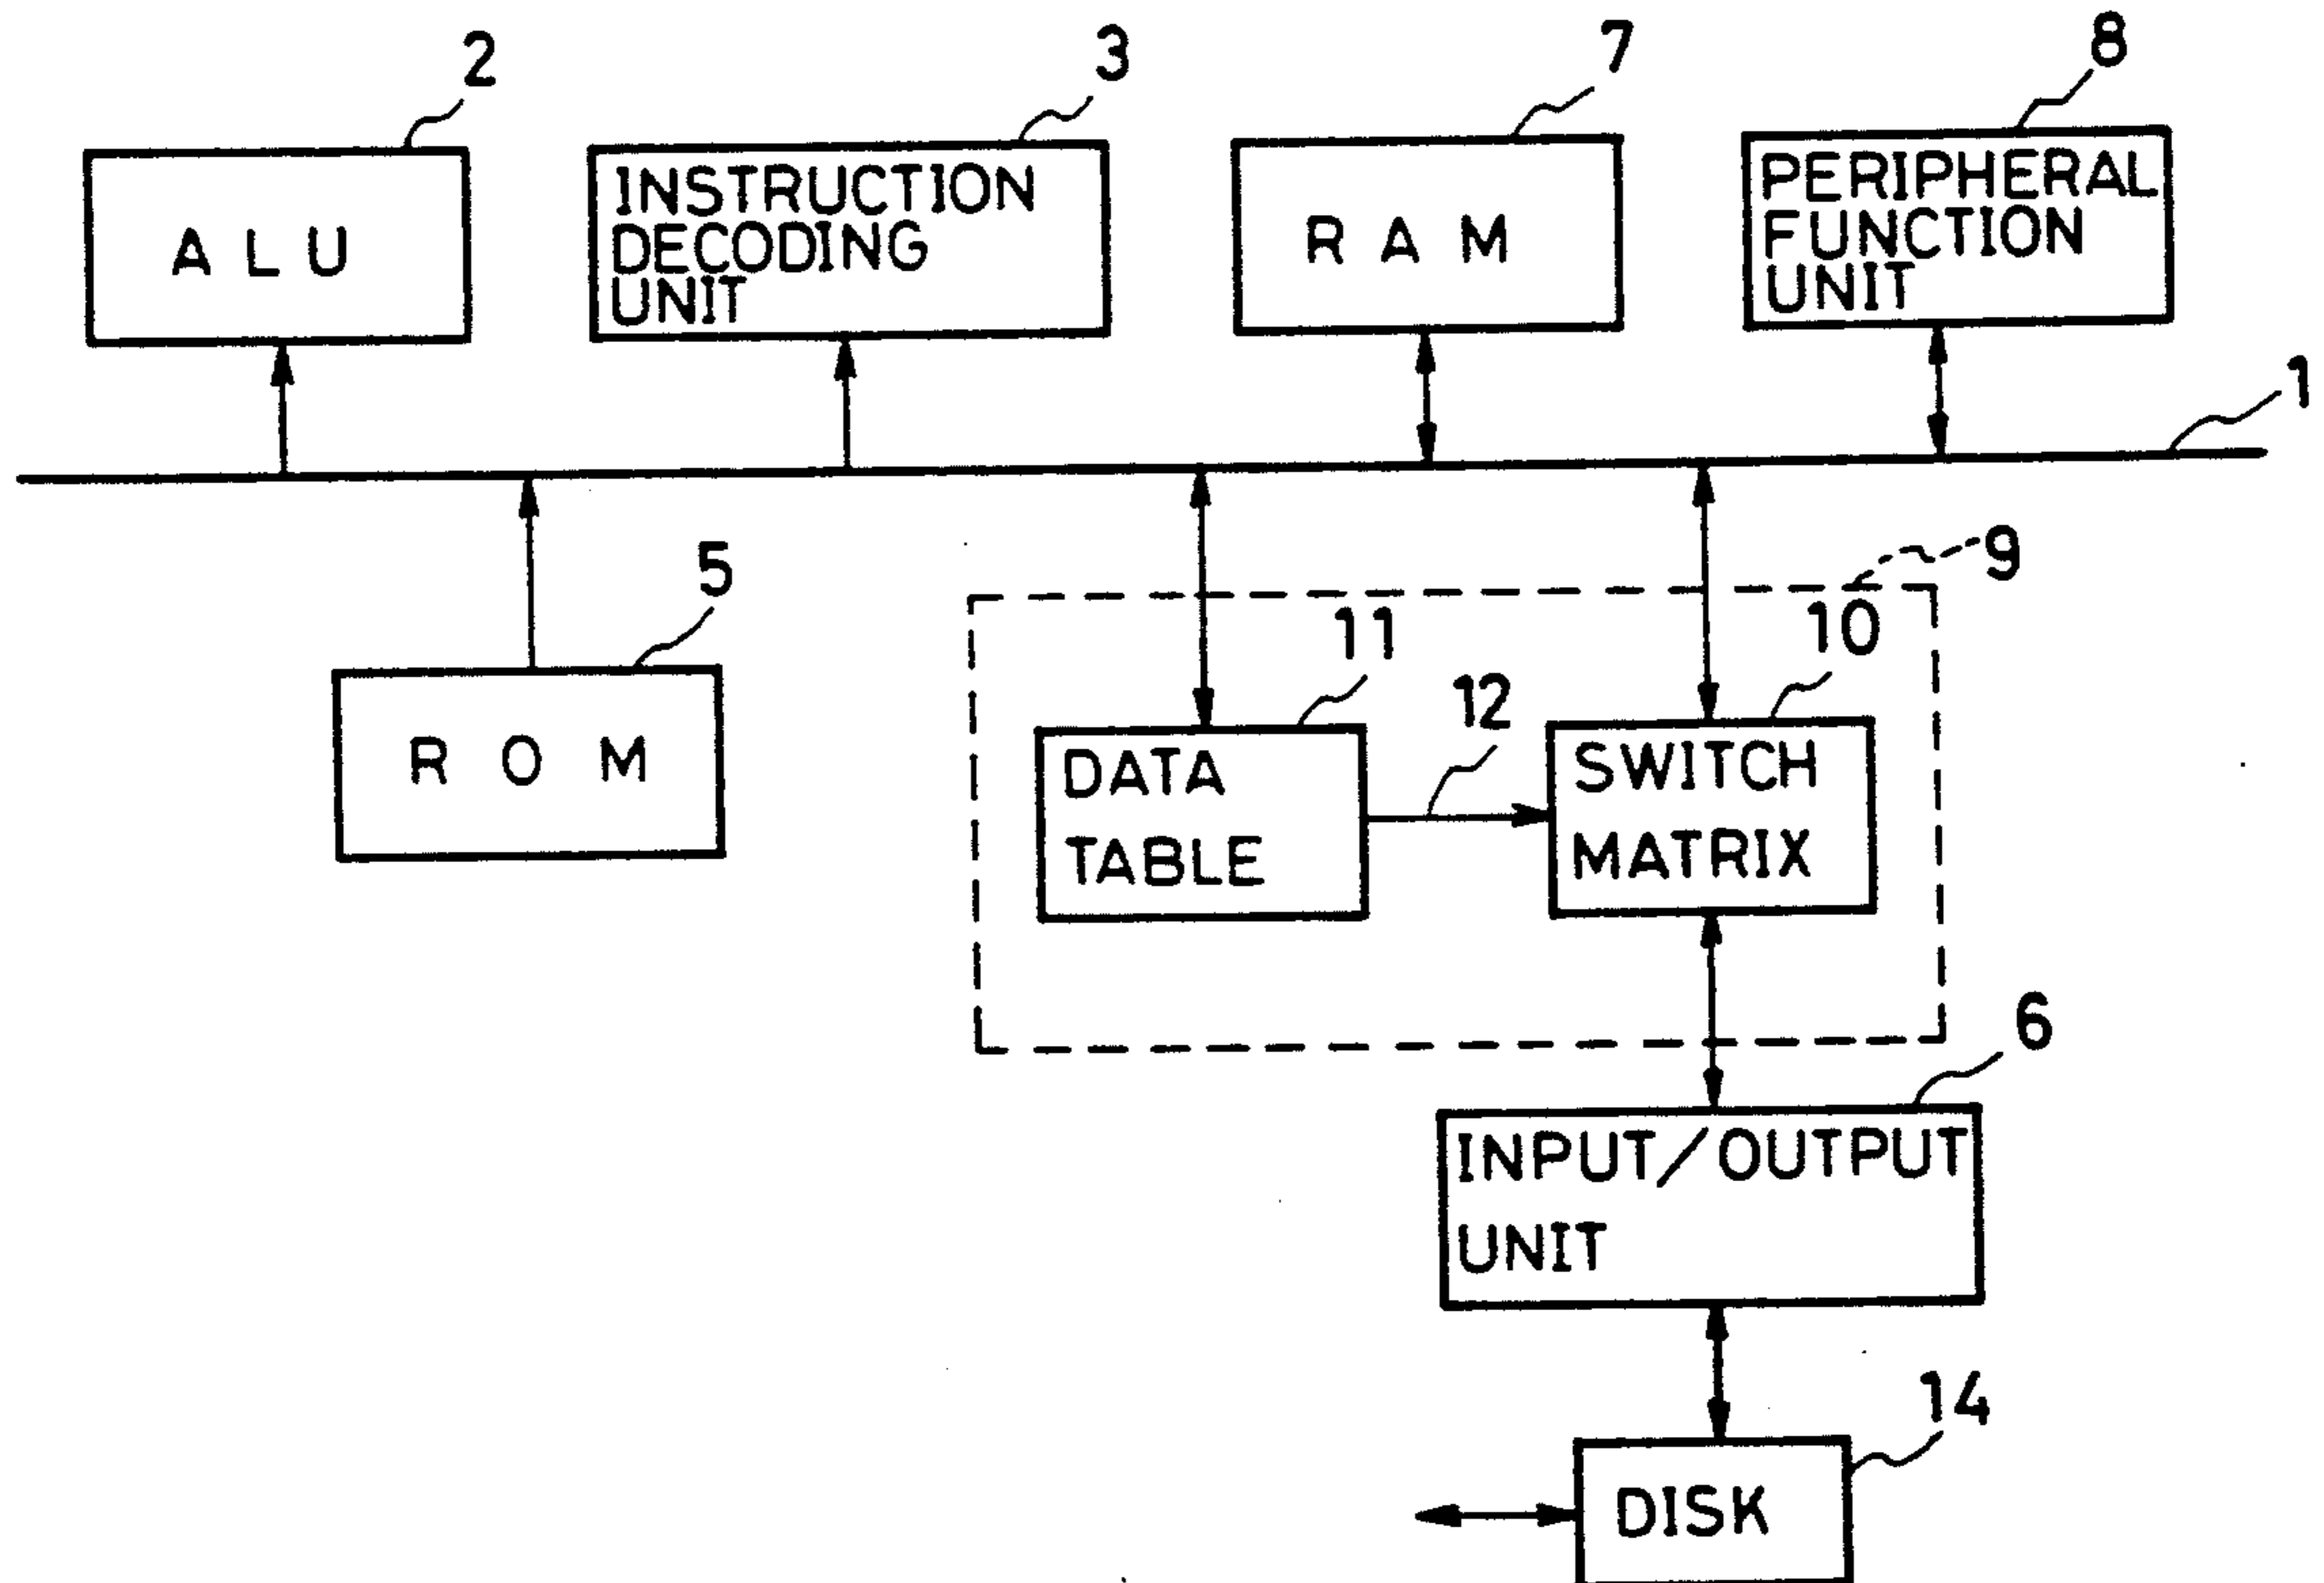 2
3
7
8
A L U
INSTRUCTION
DECODING
UNIT
R A M
PERIPHERAL
FUNCTION
UNIT
1
5
9
R O M
11
12
10
DATA
TABLE
SWITCH
MATRIX
6
INPUT/OUTPUT
UNIT
14
DISK